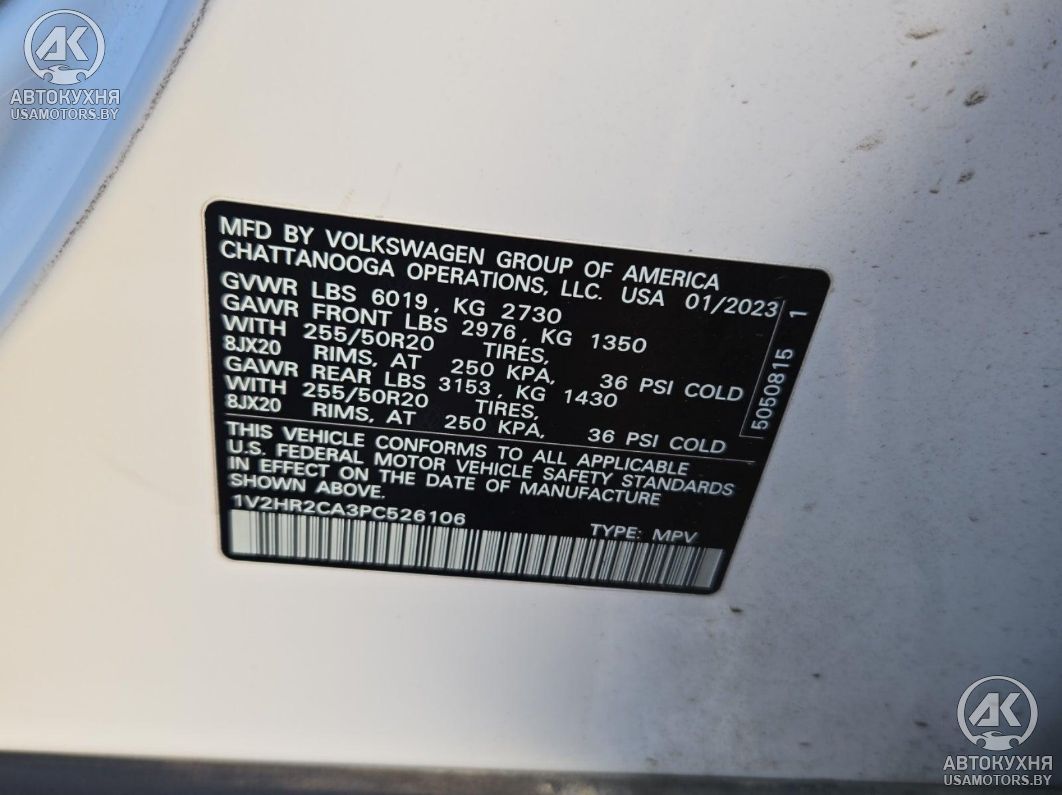 AK
АВТОКУХНЯ
USAMOTORS.BY
MFD BY VOLKSWAGEN GROUP OF AMERICA
CHATTANOOGA OPERATIONS, LLC. USA 01/2023
GVWR LBS 6019, KG 2730
GAWR FRONT LBS 2976, KG 1350
WITH 255/50R20 TIRES,
8JX20 RIMS, AT 250 KPA, 36 PSI COLD
GAWR REAR LBS 3153, KG 1430
WITH 255/50R20 TIRES,
8JX20 RIMS, AT 250 KPA, 36 PSI COLD
5050815 1
THIS VEHICLE CONFORMS TO ALL APPLICABLE
U.S. FEDERAL MOTOR VEHICLE SAFETY STANDARDS
IN EFFECT ON THE DATE OF MANUFACTURE
SHOWN ABOVE.
1V2HR2CA3PC526106 TYPE: MPV
AK
АВТОКУХНЯ
USAMOTORS.BY